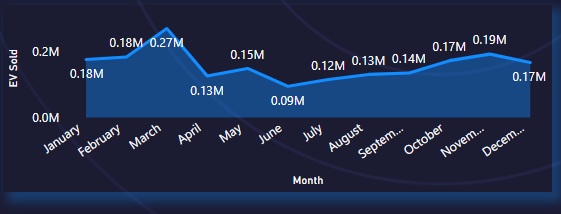 EV Sold
0.2M
0.0M
0.18M
0.18M
0.27M
0.13M
0.15M
0.09M
0.12M
0.13M
0.14M
0.17M
0.19M
0.17M
January
February
March
April
May
June
July
August
Septem...
October
Novem...
Decem...
Month